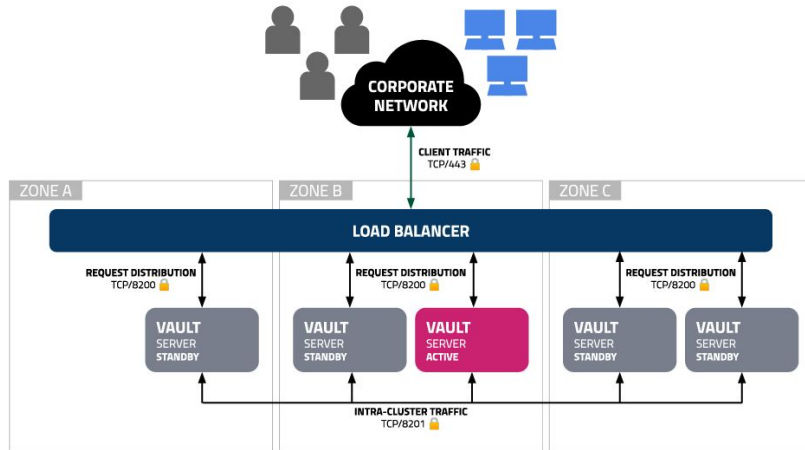 CORPORATE
NETWORK
CLIENT TRAFFIC
TCP/443
ZONE A
ZONE B
ZONE C
LOAD BALANCER
REQUEST DISTRIBUTION
TCP/8200
REQUEST DISTRIBUTION
TCP/8200
REQUEST DISTRIBUTION
TCP/8200
VAULT
SERVER
STANDBY
VAULT
SERVER
STANDBY
VAULT
SERVER
ACTIVE
VAULT
SERVER
STANDBY
VAULT
SERVER
STANDBY
INTRA-CLUSTER TRAFFIC
TCP/8201